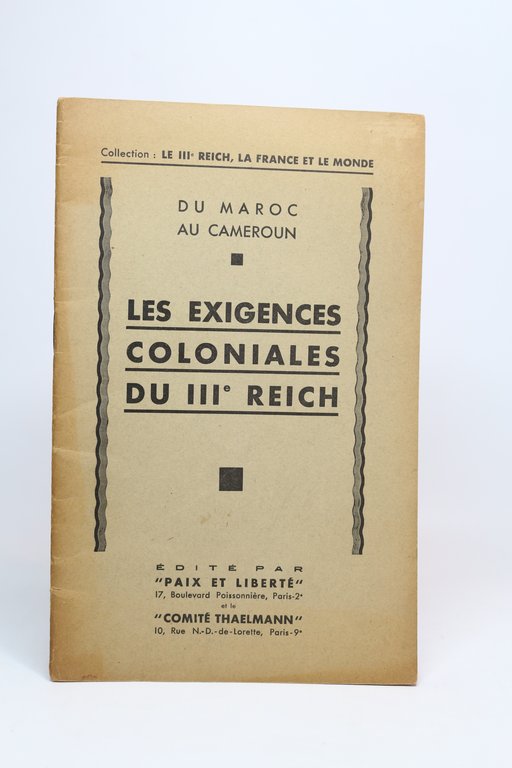 Collection : LE IIIe REICH, LA FRANCE ET LE MONDE
DU MAROC
AU CAMEROUN
LES EXIGENCES
COLONIALES
DU IIIe REICH
ÉDITÉ PAR
"PAIX ET LIBERTÉ"
17, Boulevard Poissonnière, Paris-2e
et le
"COMITÉ THAELMANN"
10, Rue N.-D.-de-Lorette, Paris-9e